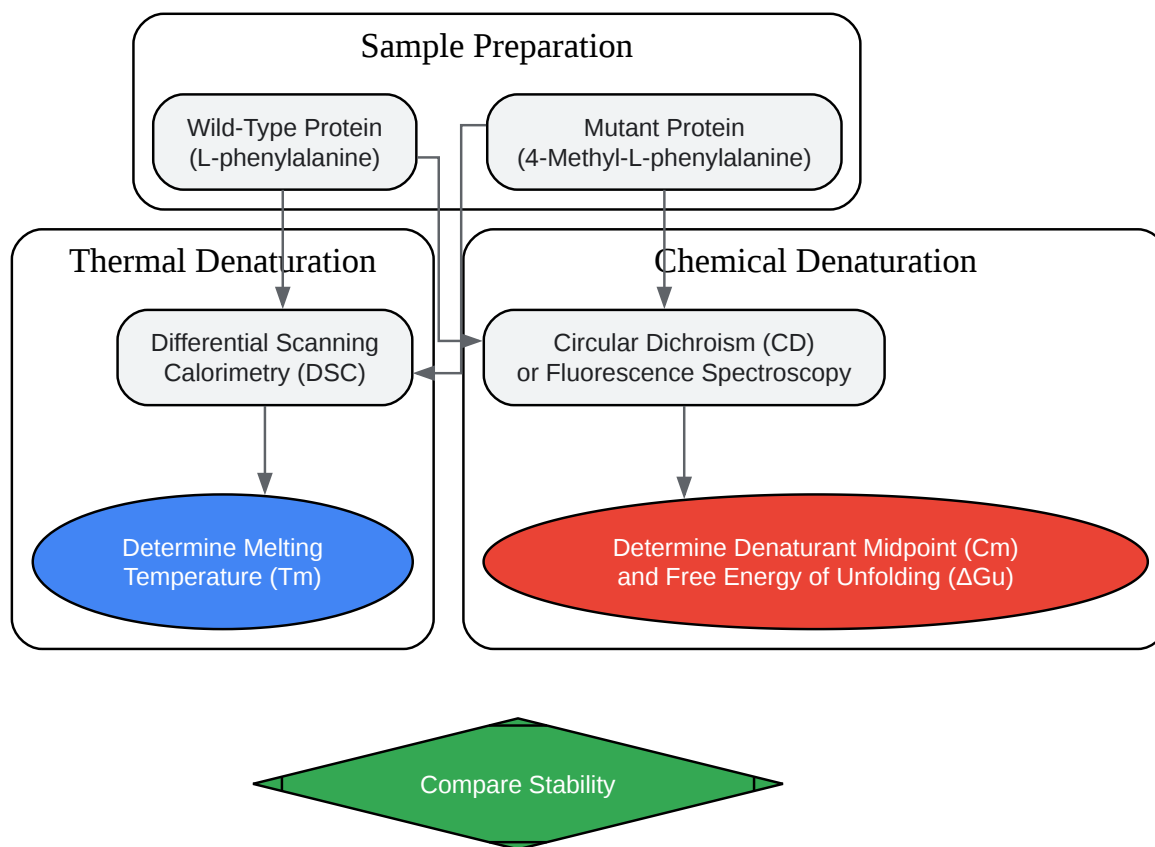 Sample Preparation
Wild-Type Protein
(L-phenylalanine)
Mutant Protein
(4-Methyl-L-phenylalanine)
Thermal Denaturation
Chemical Denaturation
Differential Scanning
Calorimetry (DSC)
Circular Dichroism (CD)
or Fluorescence Spectroscopy
Determine Melting
Temperature (Tm)
Determine Denaturant Midpoint (Cm)
and Free Energy of Unfolding (ΔGu)
Compare Stability